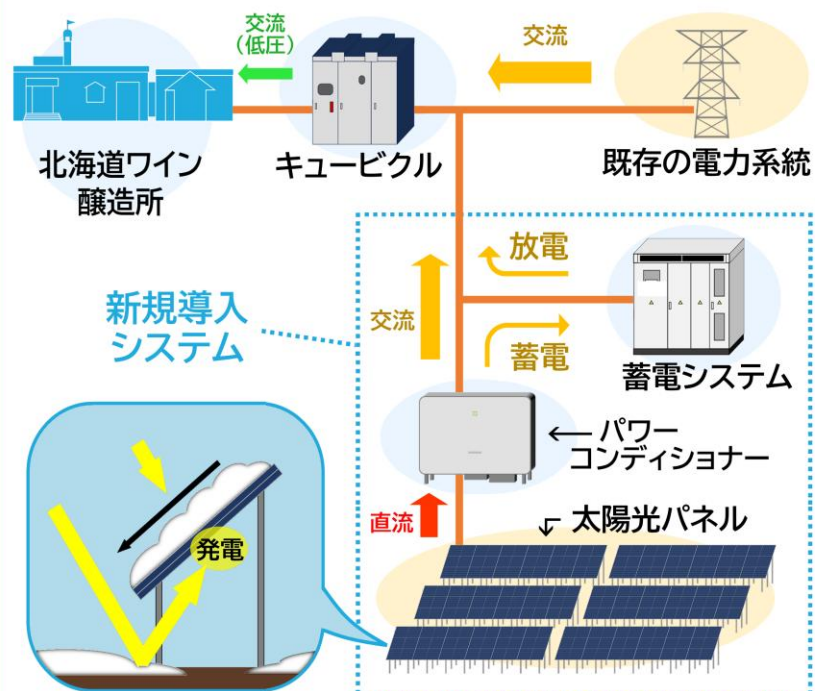 交流
（低圧）
交流
北海道ワイン
醸造所
キュービクル
既存の電力系統
新規導入
システム
交流
放電
蓄電
蓄電システム
←パワー
コンディショナー
直流
太陽光パネル
発電